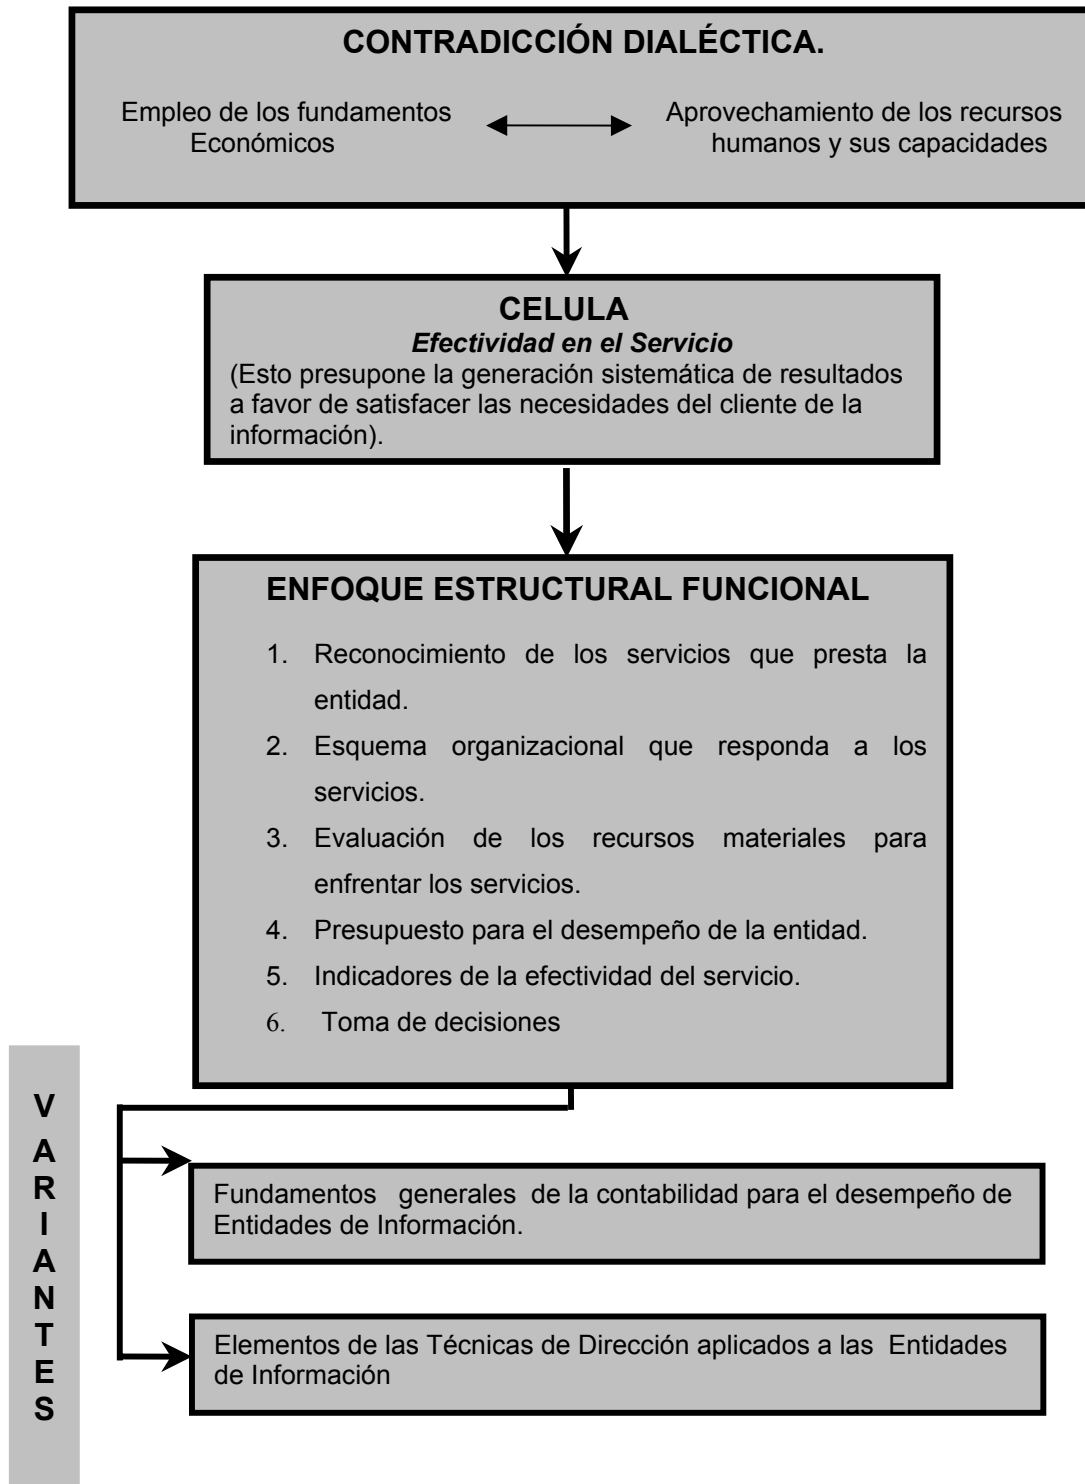 CONTRADICCIÓN DIALÉCTICA.
Empleo de los fundamentos
Económicos
Aprovechamiento de los recursos
humanos y sus capacidades
CELULA
Efectividad en el Servicio
(Esto presupone la generación sistemática de resultados
a favor de satisfacer las necesidades del cliente de la
información).
ENFOQUE ESTRUCTURAL FUNCIONAL
1. Reconocimiento de los servicios que presta la
entidad.
2. Esquema organizacional que responda a los
servicios.
3. Evaluación de los recursos materiales para
enfrentar los servicios.
4. Presupuesto para el desempeño de la entidad.
5. Indicadores de la efectividad del servicio.
6. Toma de decisiones
V
A
R
I
A
N
T
E
S
Fundamentos generales de la contabilidad para el desempeño de
Entidades de Información.
Elementos de las Técnicas de Dirección aplicados a las Entidades
de Información